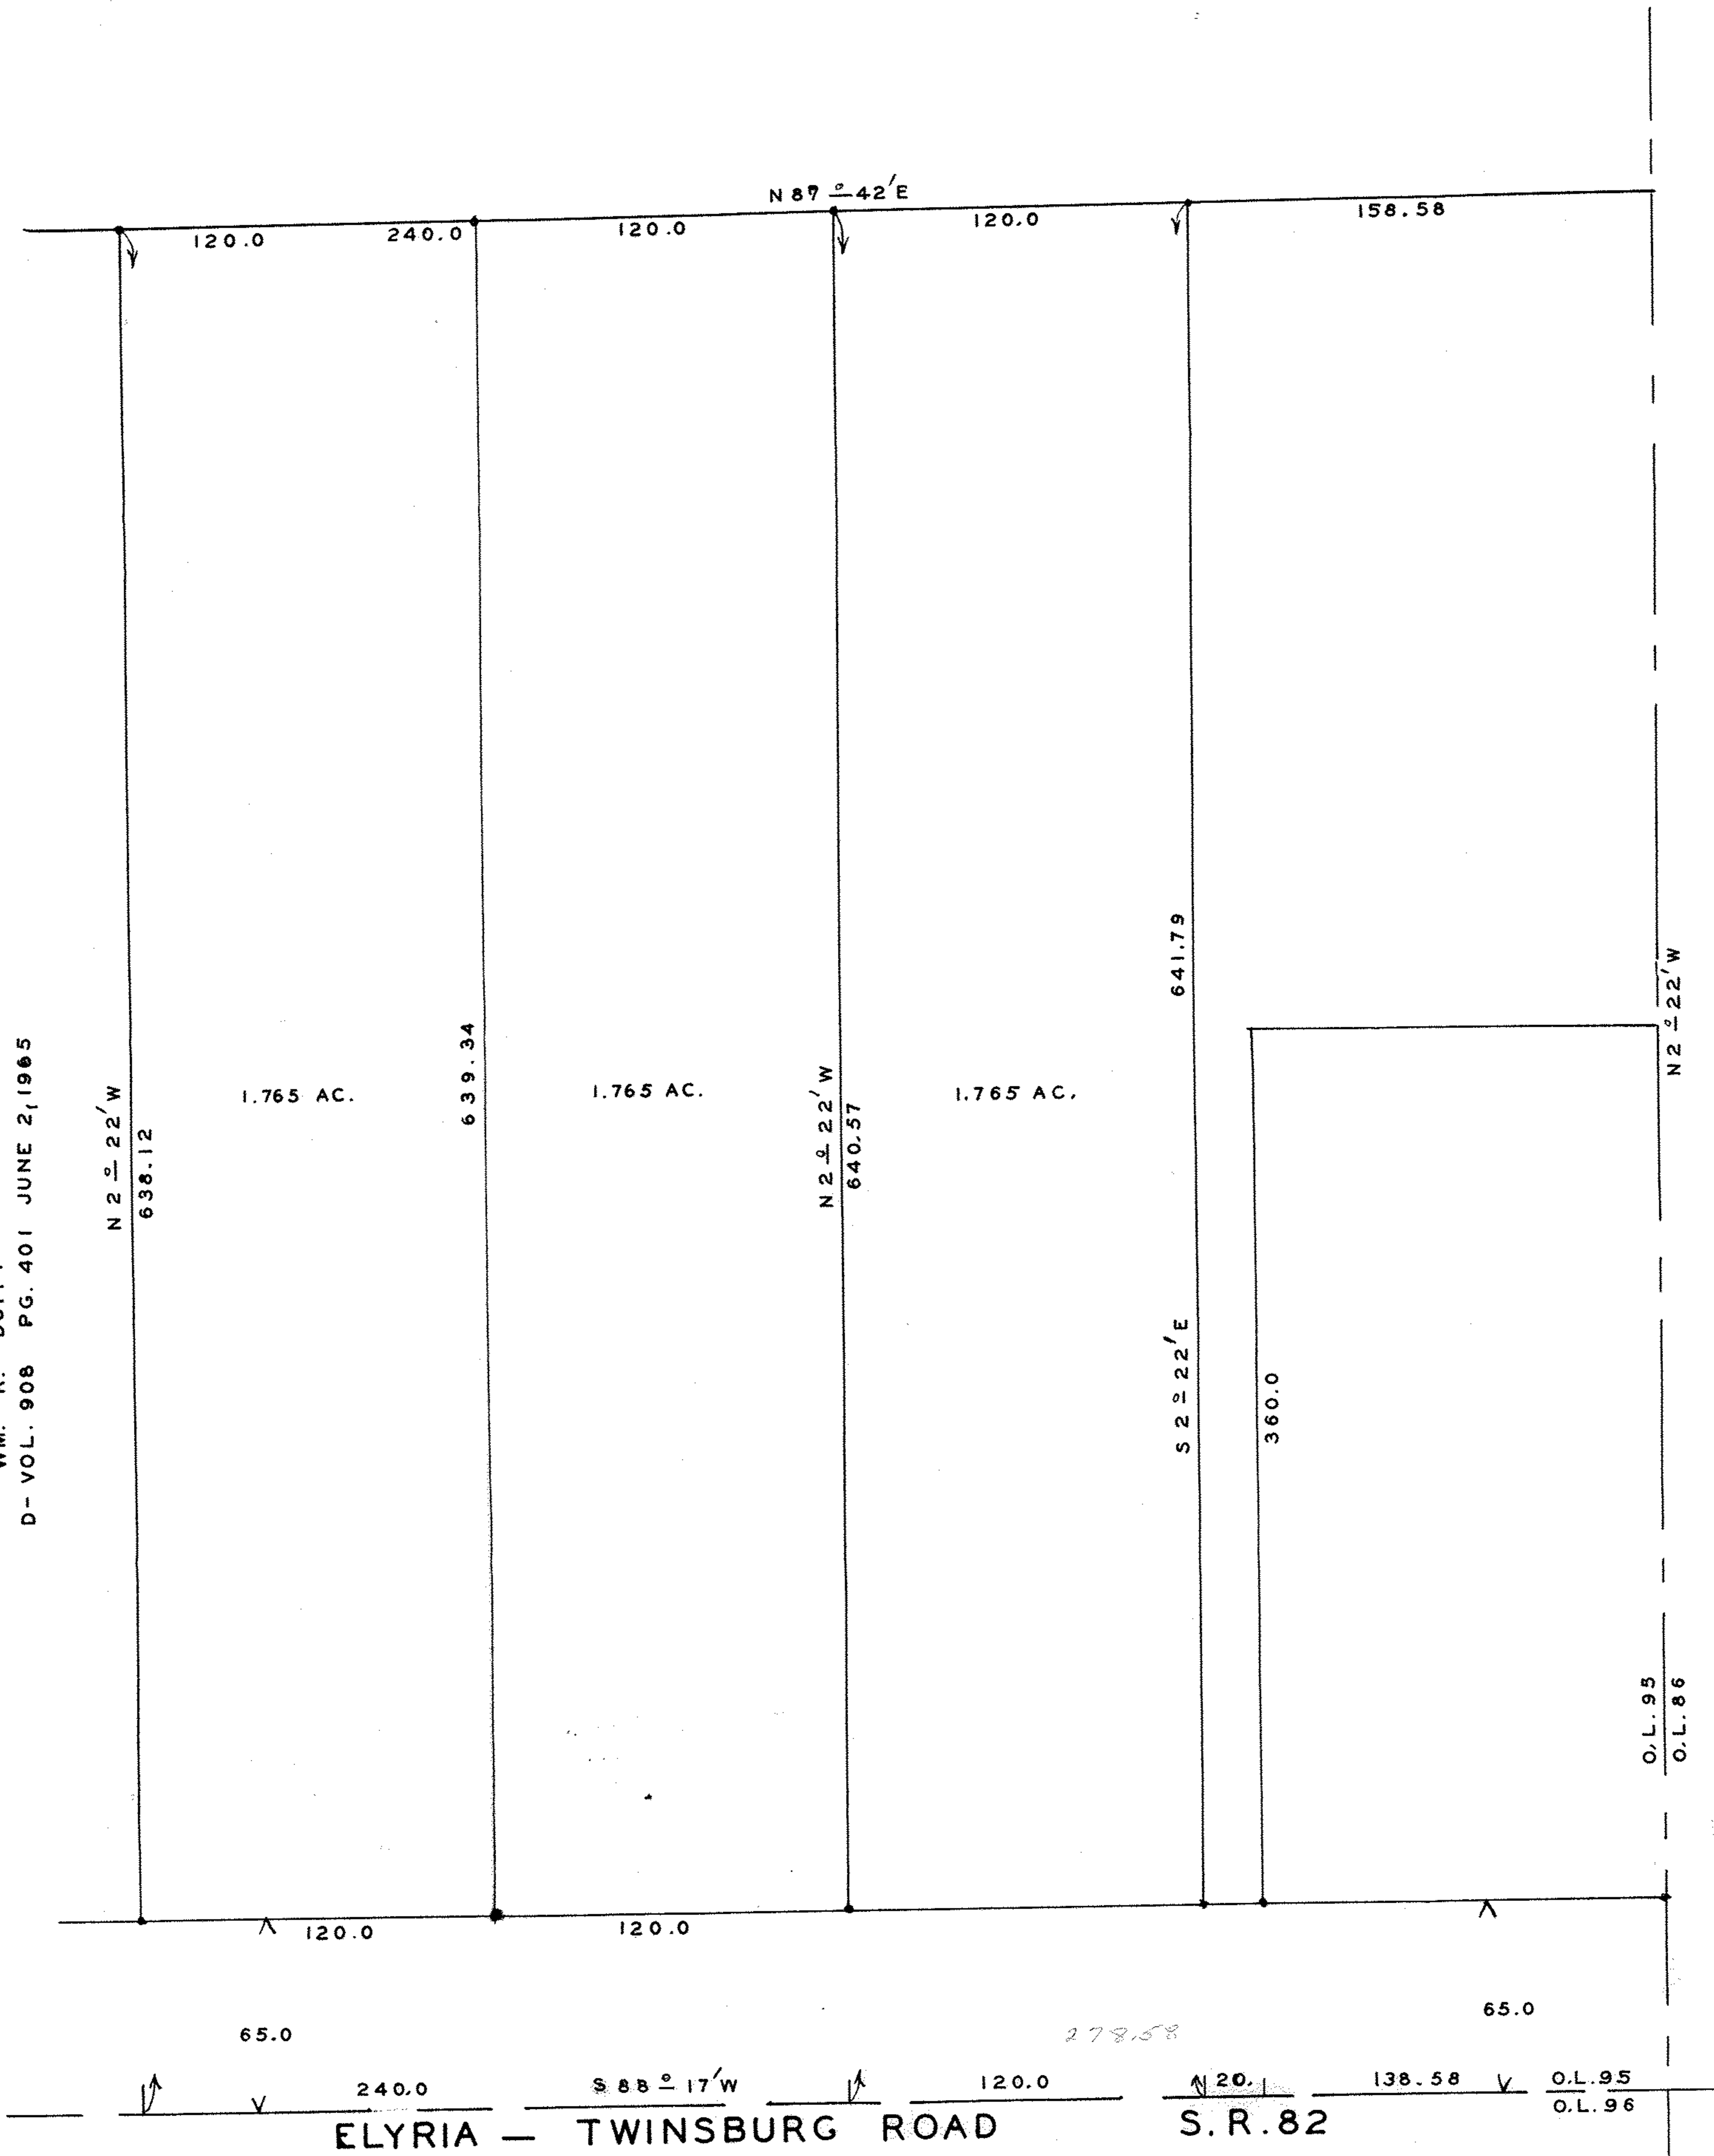 N 87° 42' E
120.0 240.0 120.0 120.0 158.58
641.79
N 2° 22' W
639.34
1.765 AC. 1.765 AC. 1.765 AC.
N 2° 22' W
638.12
N 2° 22' W
640.57
D- VOL. 908 PG. 401 JUNE 2, 1965
S 2° 22' E
360.0
O.L. 95
O.L. 86
120.0 120.0
65.0
65.0
278.58
240.0 S 88° 17' W 120.0 20. 138.58 O.L. 95
O.L. 96
ELYRIA — TWINSBURG ROAD S.R. 82